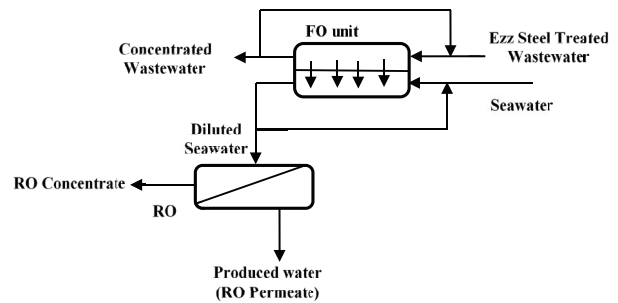 FO unit
Ezz Steel Treated
Wastewater
Concentrated
Wastewater
Seawater
Diluted
Seawater
RO Concentrate
RO
Produced water
(RO Permeate)